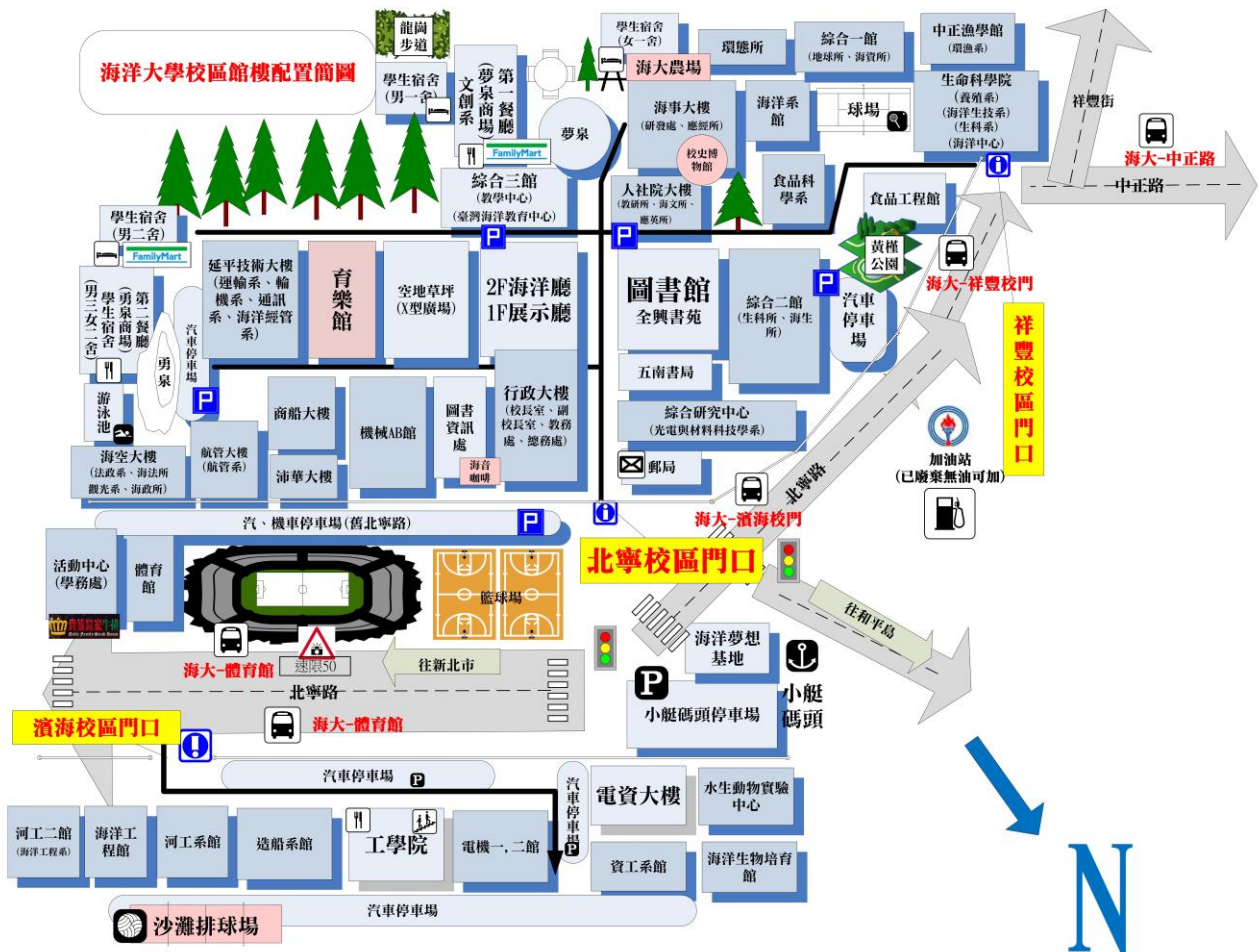 海洋大學校區館樓配置簡圖
龍崗
步道
學生宿舍
(男一舍)
第一餐廳
(夢泉商場)
文創系
FamilyMart
夢泉
學生宿舍
(女一舍)
海大農場
環態所
綜合一館
(地球所、海資所)
中正漁學館
(環漁系)
海事大樓
(研發處、應經所)
校史博
物館
海洋系
館
球場
生命科學院
(養殖系)
(海洋生技系)
(生科系)
(海洋中心)
祥豐街
海大-中正路
中正路
綜合三館
(教學中心)
(臺灣海洋教育中心)
人社院大樓
(教研所、海文所、
應英所)
食品科
學系
食品工程館
黃槿
公園
海大-祥豐校門
學生宿舍
(男二舍)
FamilyMart
延平技術大樓
(運輸系、輪
機系、通訊
系、海洋經管
系)
育
樂
館
空地草坪
(X型廣場)
2F海洋廳
1F展示廳
P
P
圖書館
全興書苑
綜合二館
(生科所、海生
所)
P
汽車
停車
場
祥豐校區門口
第二餐廳
(勇泉商場)
學生宿舍
(男三女二舍)
勇泉
汽車停車場
P
五南書局
游泳池
商船大樓
機械AB館
圖書
資訊
處
海音
咖啡
行政大樓
(校長室、副
校長室、教務
處、總務處)
綜合研究中心
(光電與材料科技學系)
加油站
(已廢棄無油可加)
海空大樓
(法政系、海法所
觀光系、海政所)
航管大樓
(航管系)
沛華大樓
郵局
北寧路
海大-濱海校門
汽、機車停車場(舊北寧路)
P
北寧校區門口
活動中心
(學務處)
體育
館
貴族世家牛排
籃球場
往和平島
海大-體育館
速限50
往新北市
海洋夢想
基地
北寧路
P
小艇碼頭停車場
小艇
碼頭
濱海校區門口
海大-體育館
汽車停車場
P
汽車停車場
P
電資大樓
水生動物實驗
中心
河工二館
(海洋工程系)
海洋工
程館
河工系館
造船系館
工學院
電機一,二館
資工系館
海洋生物培育
館
汽車停車場
沙灘排球場
N